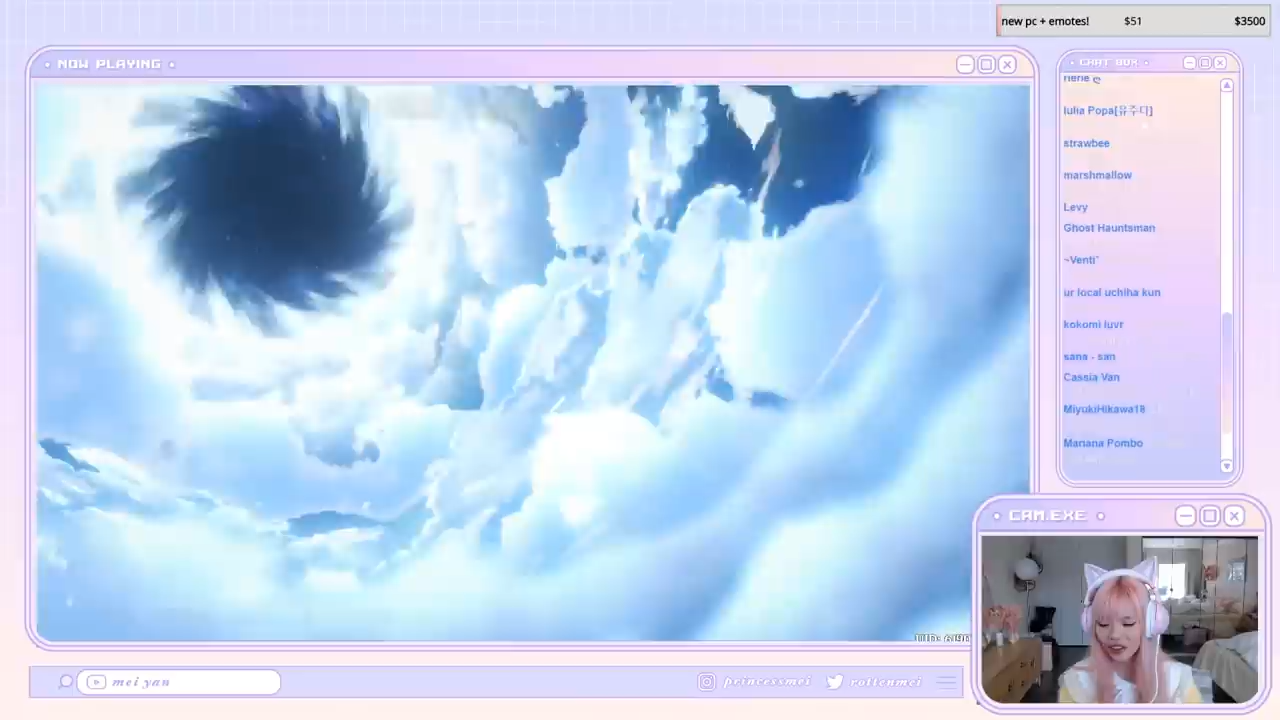 new pc + emotes! $51 $3500
NOW PLAYING
CHAT BOX
nene ღ
Iulia Popa[유주디]
strawbee
marshmallow
Levy
Ghost Hauntsman
~Venti~
ur local uchiha kun
kokomi luvr
sana - san
Cassia Van
MiyukiHikawa18
Mariana Pombo
CAM.EXE
mei yan
princessmei
rottenmei